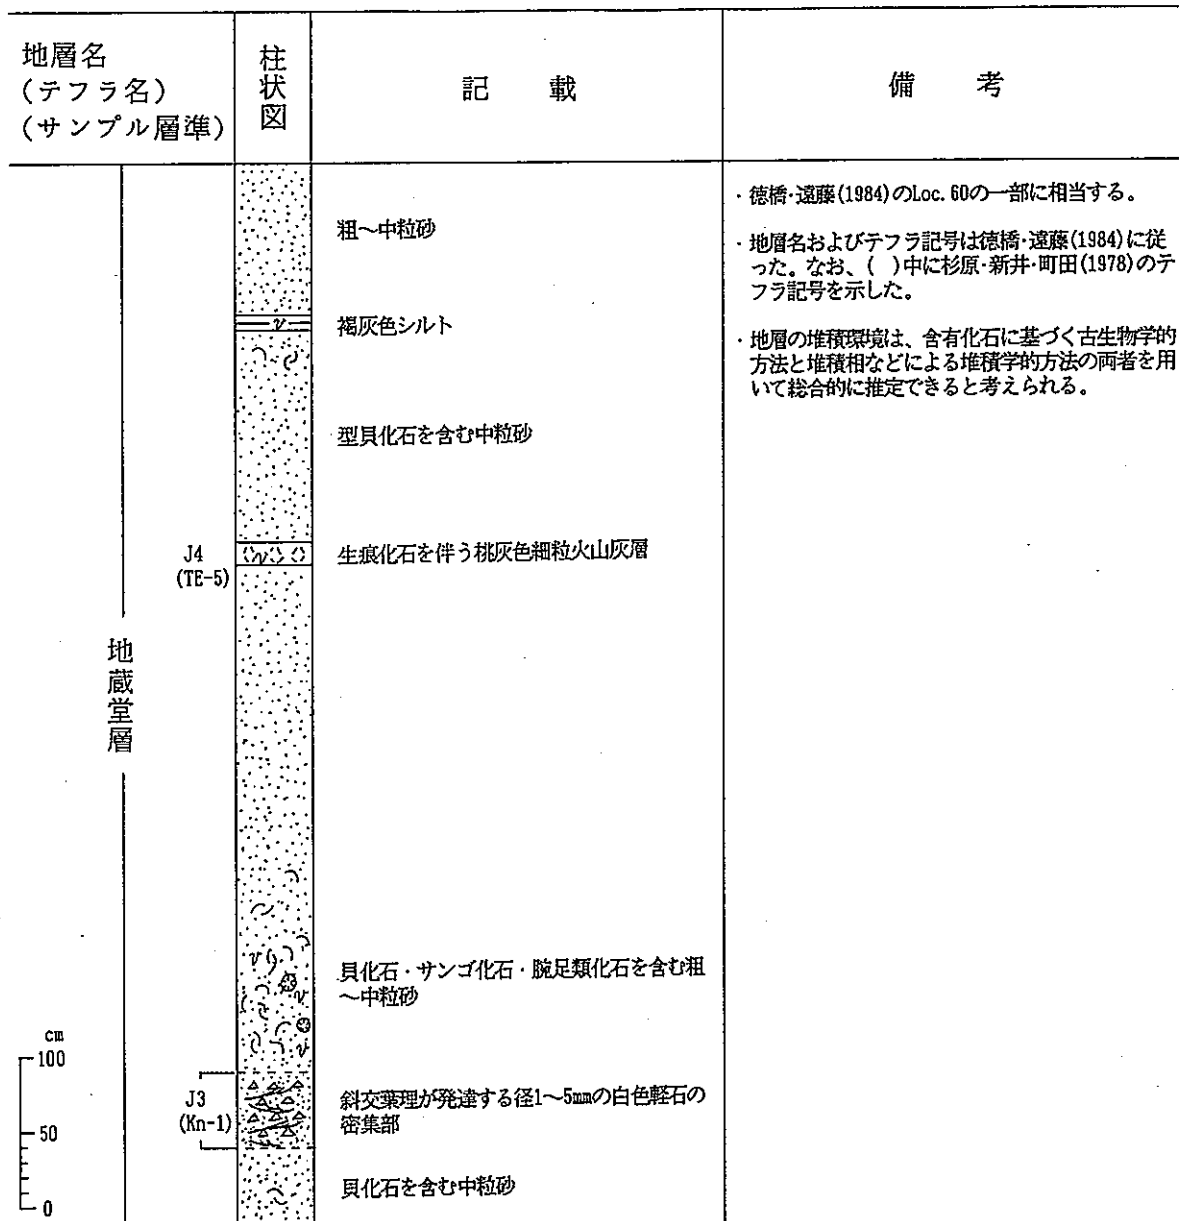 地層名
(テフラ名)
(サンプル層準)
柱状図
記　載
備　考
粗～中粒砂
褐灰色シルト
型貝化石を含む中粒砂
J4
(TE-5)
生痕化石を伴う桃灰色細粒火山灰層
地蔵堂層
貝化石・サンゴ化石・腕足類化石を含む粗
～中粒砂
J3
(Kn-1)
斜交葉理が発達する径1～5mmの白色軽石の
密集部
貝化石を含む中粒砂
cm
100
50
0
・徳橋・遠藤(1984)のLoc. 60の一部に相当する。
・地層名およびテフラ記号は徳橋・遠藤(1984)に従
った。なお、( )中に杉原・新井・町田(1978)のテ
フラ記号を示した。
・地層の堆積環境は、含有化石に基づく古生物学的
方法と堆積相などによる堆積学的方法の両者を用
いて総合的に推定できると考えられる。